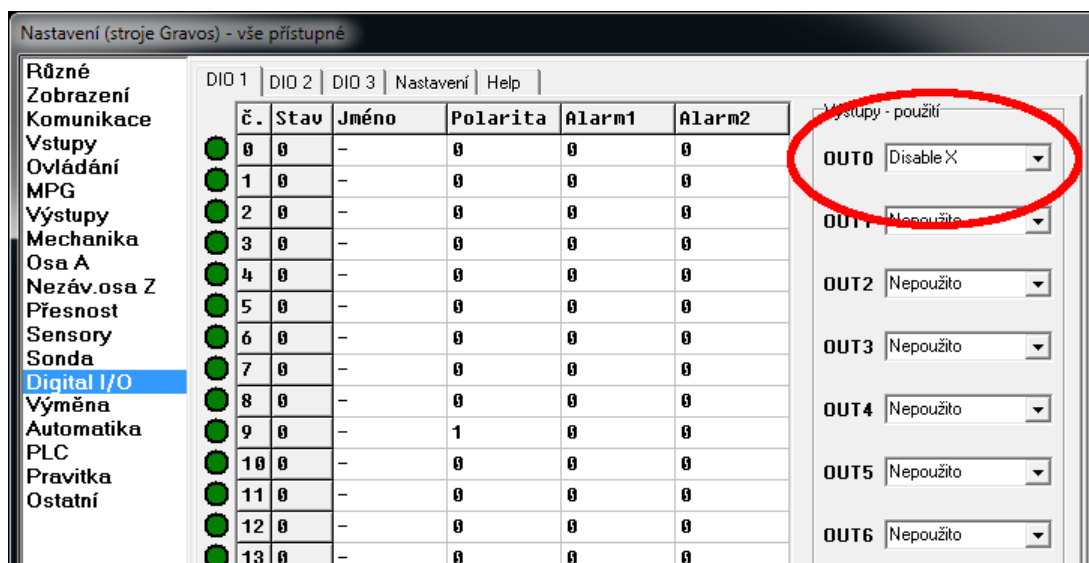 Nastavení (stroje Gravos) - vše přístupné
Různé
Zobrazení
Komunikace
Vstupy
Ovládání
MPG
Výstupy
Mechanika
Osa A
Nezáv.osa Z
Přesnost
Sensory
Sonda
Digital I/O
Výměna
Automatika
PLC
Pravitka
Ostatní
DIO 1 DIO 2 DIO 3 Nastavení Help
č. Stav Jméno Polarita Alarm1 Alarm2
0 0 - 0 0 0
1 0 - 0 0 0
2 0 - 0 0 0
3 0 - 0 0 0
4 0 - 0 0 0
5 0 - 0 0 0
6 0 - 0 0 0
7 0 - 0 0 0
8 0 - 0 0 0
9 0 - 1 0 0
10 0 - 0 0 0
11 0 - 0 0 0
12 0 - 0 0 0
13 0 - 0 0 0
Výstupy - použití
OUT0 Disable X
OUT1 Nepoužito
OUT2 Nepoužito
OUT3 Nepoužito
OUT4 Nepoužito
OUT5 Nepoužito
OUT6 Nepoužito